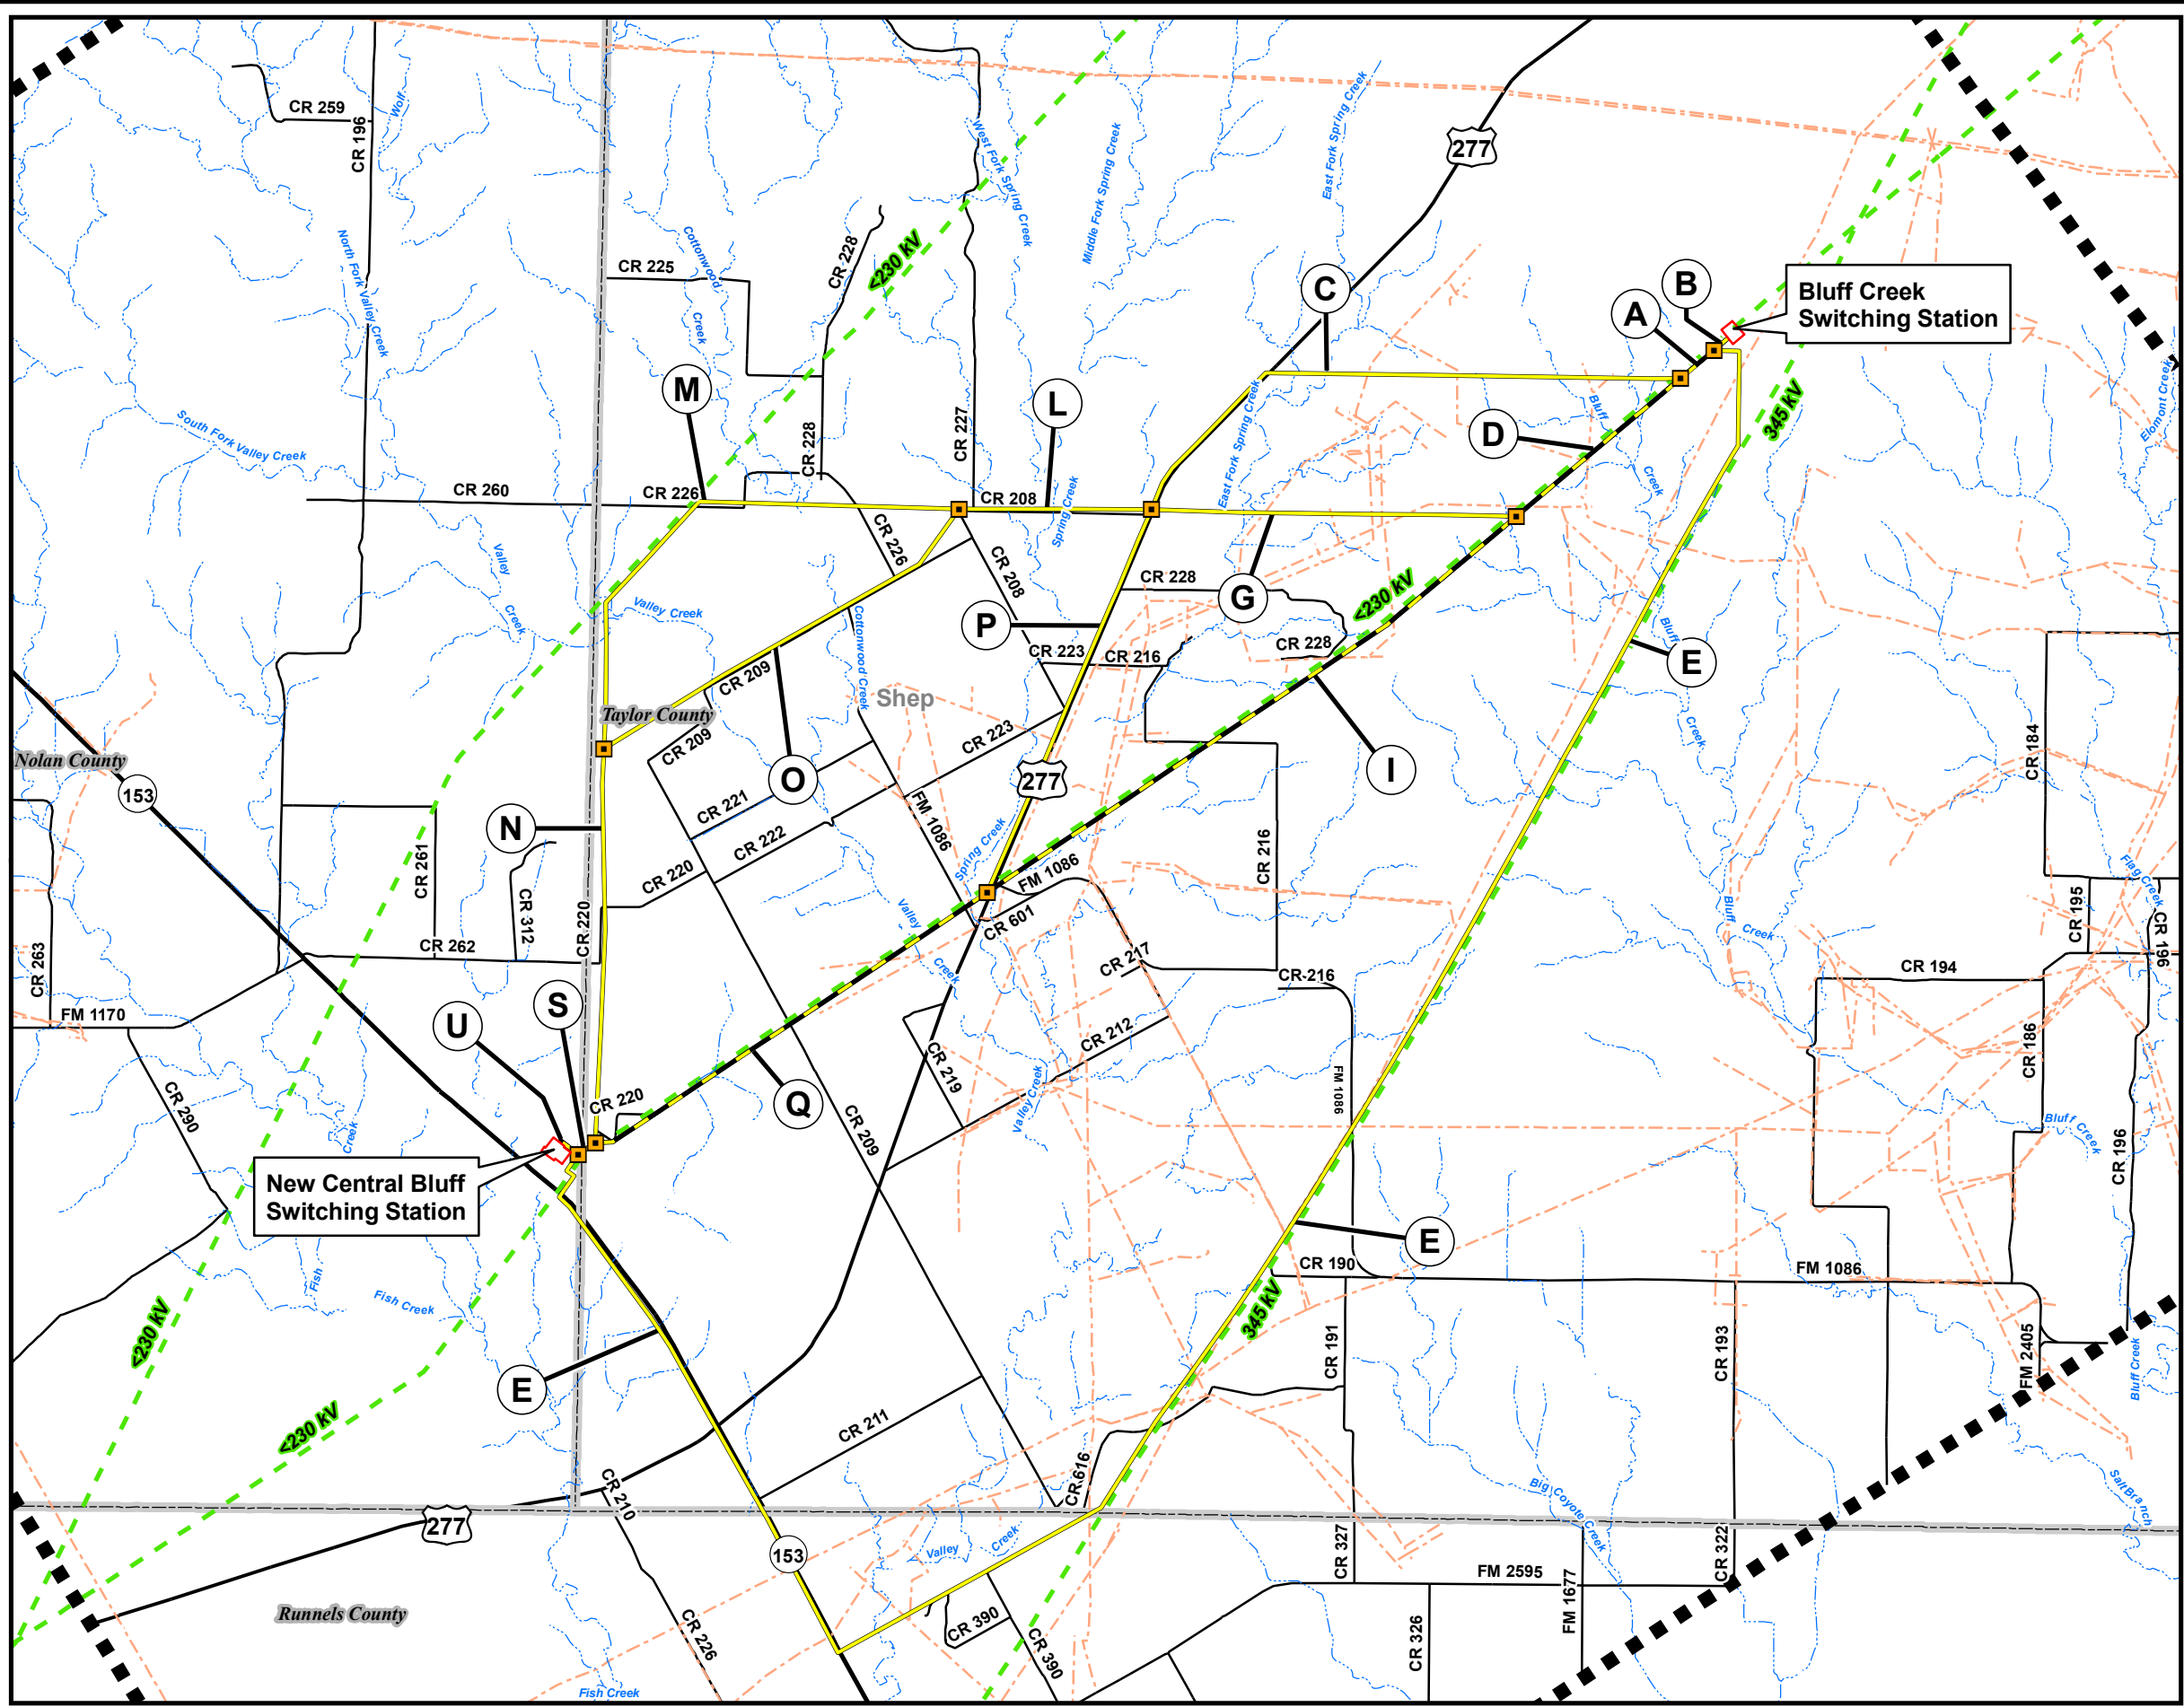 CR 259
CR 196
Wolf
277
East Fork Spring Creek
West Fork Spring Creek
Middle Fork Spring Creek
North Fork Valley Creek
Cottonwood
Creek
CR 225
CR 228
<230 kV
C
B
A
Bluff Creek
Switching Station
M
L
D
345 kV
Elomont Creek
Bluff
Creek
South Fork Valley Creek
CR 228
CR 227
East Fork Spring Creek
CR 260
CR 226
CR 208
Spring Creek
CR 226
CR 208
Valley
Creek
Valley Creek
Cottonwood Creek
CR 228
G
<230 kV
P
CR 223
CR 216
CR 228
Bluff
Creek
E
CR 209
Shep
Taylor County
CR 209
CR 223
Nolan County
153
O
277
I
CR 184
N
CR 221
CR 222
FM 1086
Spring Creek
CR 220
CR 261
CR 312
CR 216
FM 1086
CR 601
Flag Creek
CR 195
CR 196
Bluff
Creek
Valley
Creek
CR 220
CR 262
CR 263
CR 217
CR-216
CR 194
FM 1170
U
S
CR 212
CR 219
Valley Creek
FM 1086
CR 186
CR 290
Creek
CR 220
Q
CR 209
Bluff Creek
CR 196
New Central Bluff
Switching Station
Fish
Fish Creek
E
CR 190
FM 1086
345 kV
<230 kV
E
CR 191
CR 193
FM 2405
Bluff Creek
<230 kV
CR 211
CR 616
CR 210
277
Big Coyote Creek
Salt Branch
153
Valley
Creek
CR 327
CR 322
FM 2595
FM 1677
Runnels County
CR 226
CR 390
CR 390
CR 326
Fish Creek